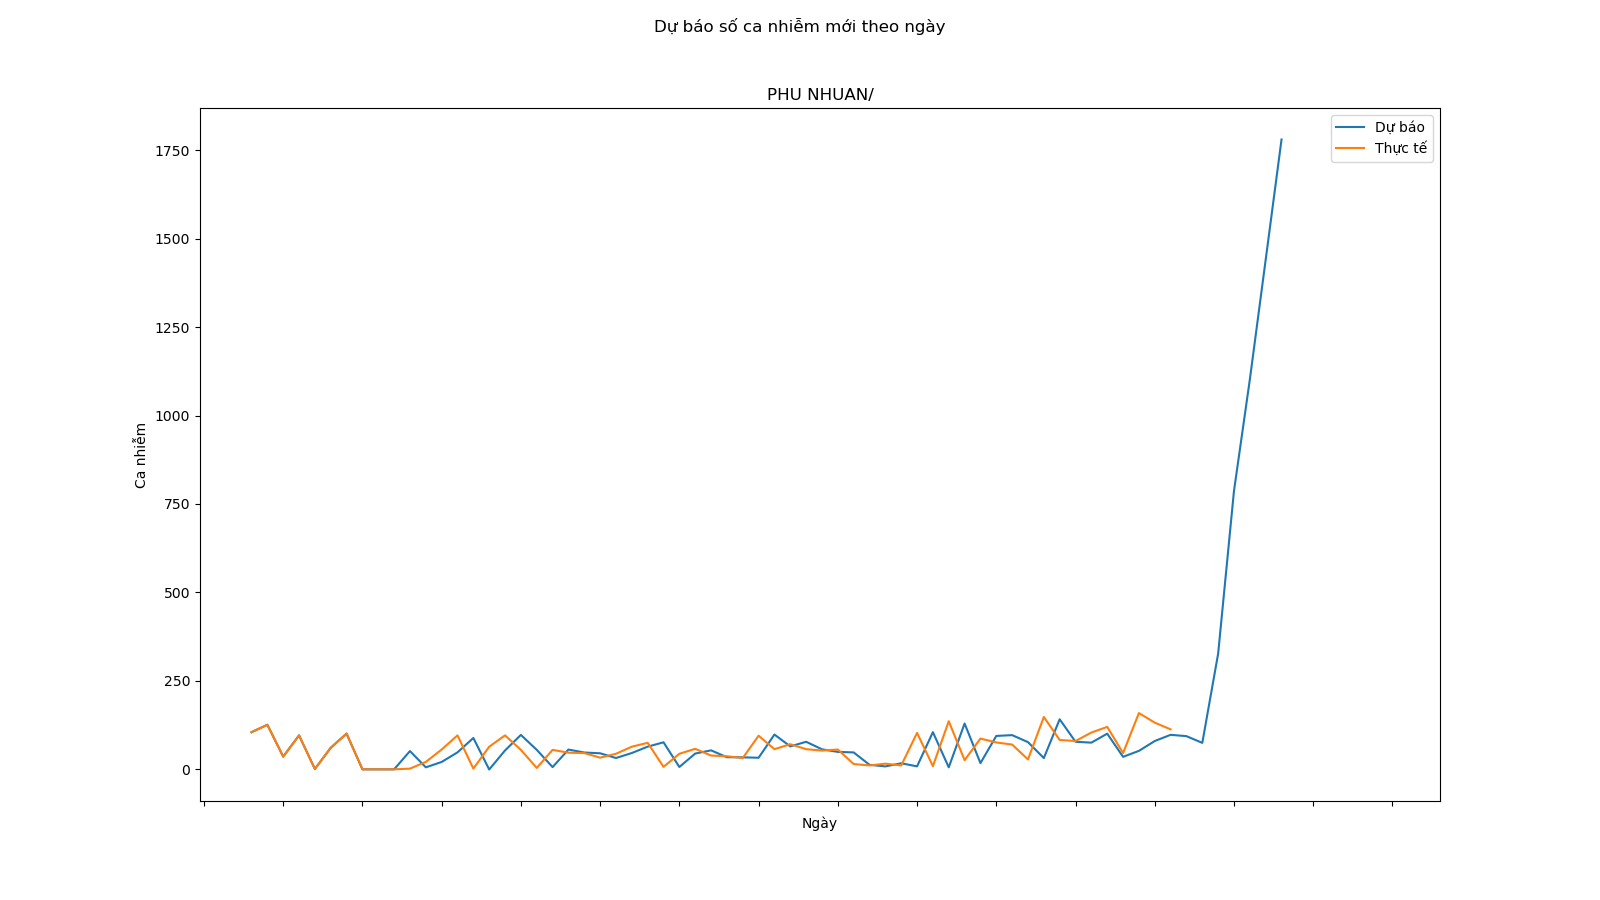 Dự báo số ca nhiễm mới theo ngày
PHU NHUAN/
Dự báo
Thực tế
1750
1500
1250
1000
750
500
250
0
Ca nhiễm
Ngày